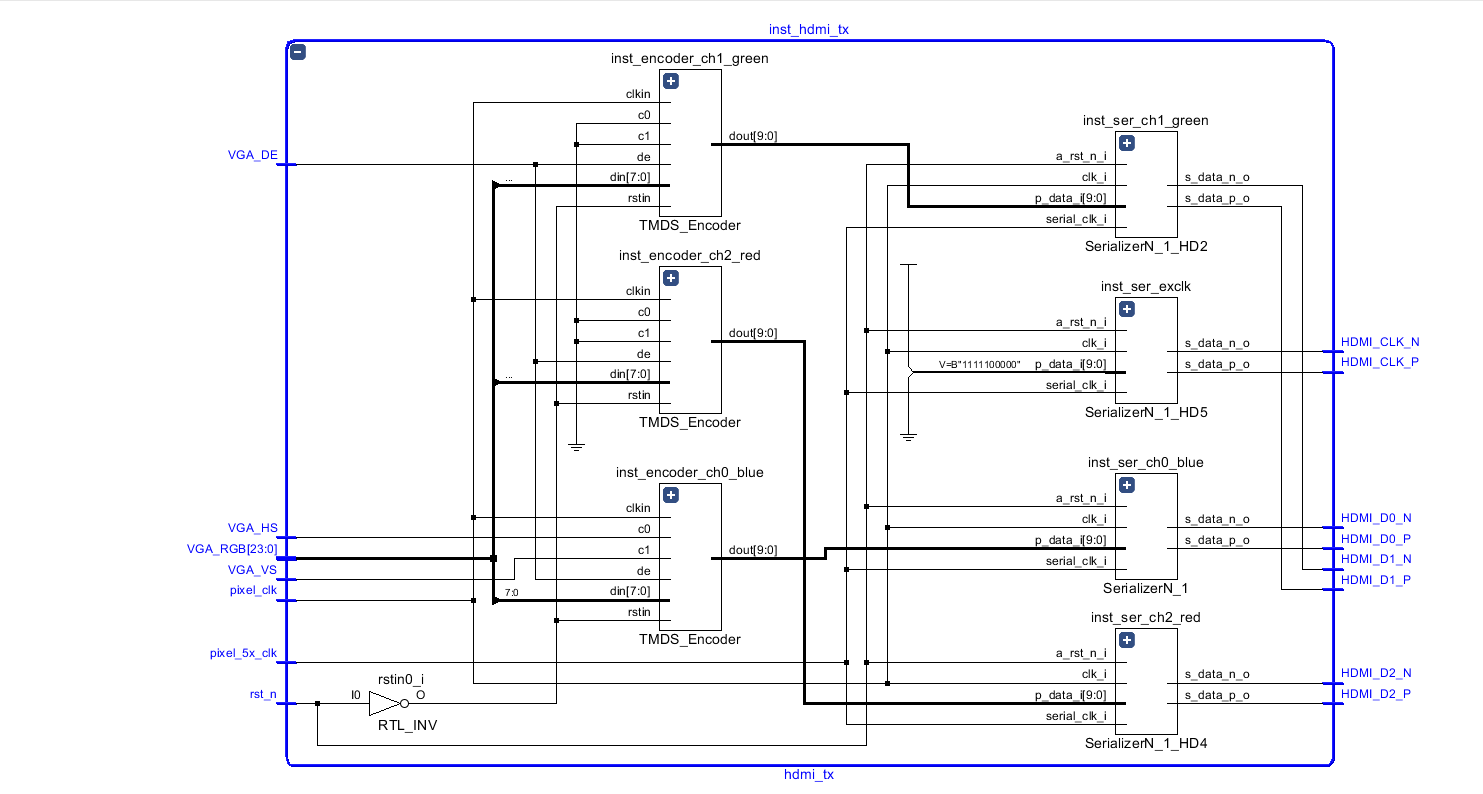 inst_hdmi_tx
inst_encoder_ch1_green
clkin
c0
c1
de
din[7:0]
rstin
...
dout[9:0]
TMDS_Encoder
VGA_DE
inst_encoder_ch2_red
clkin
c0
c1
de
din[7:0]
rstin
...
dout[9:0]
TMDS_Encoder
inst_encoder_ch0_blue
clkin
c0
c1
de
din[7:0]
rstin
7:0
dout[9:0]
TMDS_Encoder
VGA_HS
VGA_RGB[23:0]
VGA_VS
pixel_clk
pixel_5x_clk
rst_n
rstin0_i
I0
O
RTL_INV
inst_ser_ch1_green
a_rst_n_i
clk_i
p_data_i[9:0]
serial_clk_i
s_data_n_o
s_data_p_o
SerializerN_1_HD2
inst_ser_exclk
a_rst_n_i
clk_i
V=B"1111100000"
p_data_i[9:0]
serial_clk_i
s_data_n_o
s_data_p_o
SerializerN_1_HD5
HDMI_CLK_N
HDMI_CLK_P
inst_ser_ch0_blue
a_rst_n_i
clk_i
p_data_i[9:0]
serial_clk_i
s_data_n_o
s_data_p_o
SerializerN_1
HDMI_D0_N
HDMI_D0_P
HDMI_D1_N
HDMI_D1_P
inst_ser_ch2_red
a_rst_n_i
clk_i
p_data_i[9:0]
serial_clk_i
s_data_n_o
s_data_p_o
SerializerN_1_HD4
HDMI_D2_N
HDMI_D2_P
hdmi_tx